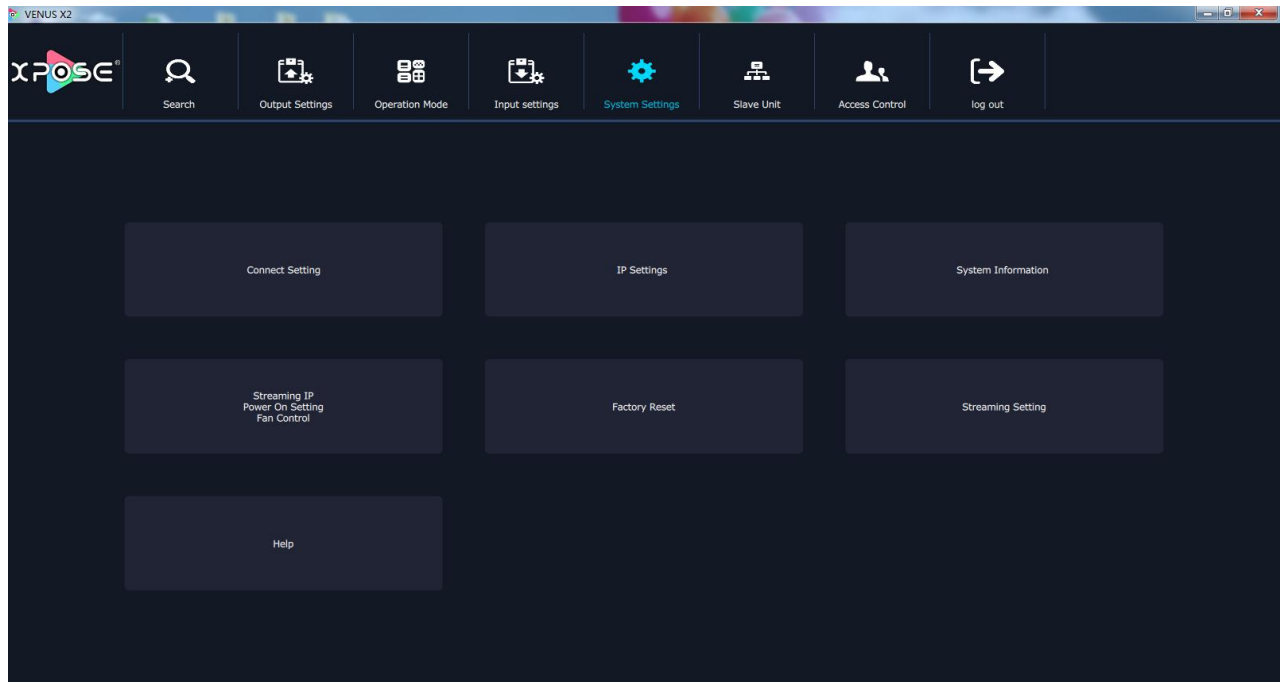 VENUS X2
XPOSE®
Search
Output Settings
Operation Mode
Input settings
System Settings
Slave Unit
Access Control
log out
Connect Setting
IP Settings
System Information
Streaming IP
Power On Setting
Fan Control
Factory Reset
Streaming Setting
Help